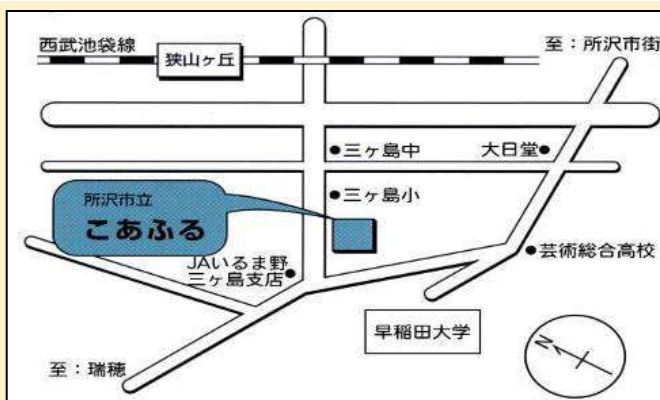 西武池袋線
狭山ヶ丘
至：所沢市街
三ヶ島中
大日堂
三ヶ島小
所沢市立
こあふる
JAいるま野
三ヶ島支店
芸術総合高校
早稲田大学
至：瑞穂
N